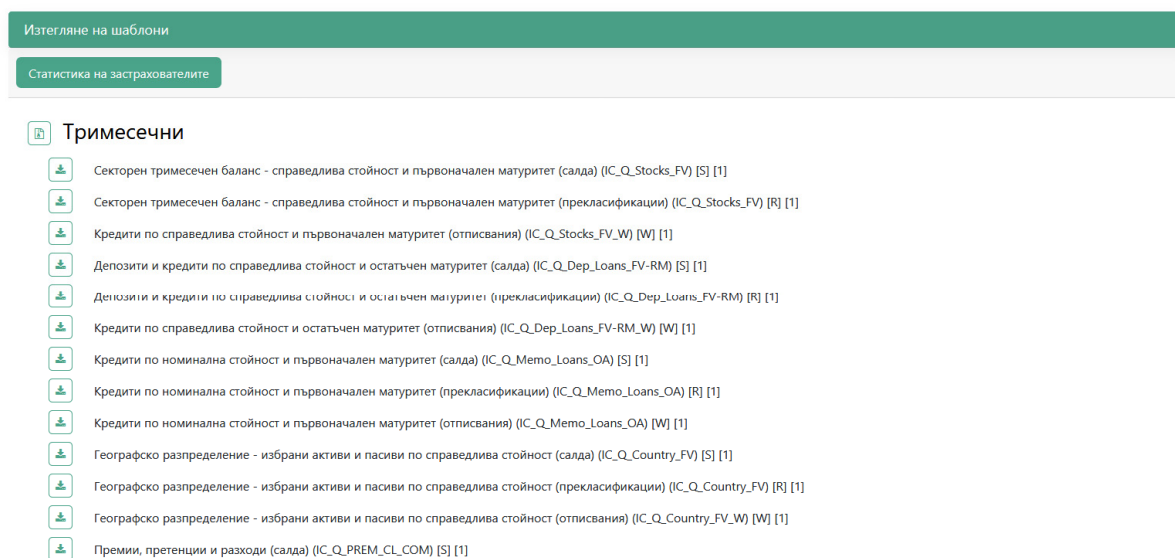 Изтегляне на шаблони
Статистика на застрахователите
Тримесечни
Секторен тримесечен баланс - справедлива стойност и първоначален матуритет (салда) (IC_Q_Stocks_FV) [S] [1]
Секторен тримесечен баланс - справедлива стойност и първоначален матуритет (прекласификации) (IC_Q_Stocks_FV) [R] [1]
Кредити по справедлива стойност и първоначален матуритет (отписвания) (IC_Q_Stocks_FV_W) [W] [1]
Депозити и кредити по справедлива стойност и остатъчен матуритет (салда) (IC_Q_Dep_Loans_FV-RM) [S] [1]
Депозити и кредити по справедлива стойност и остатъчен матуритет (прекласификации) (IC_Q_Dep_Loans_FV-RM) [R] [1]
Кредити по справедлива стойност и остатъчен матуритет (отписвания) (IC_Q_Dep_Loans_FV-RM_W) [W] [1]
Кредити по номинална стойност и първоначален матуритет (салда) (IC_Q_Memo_Loans_OA) [S] [1]
Кредити по номинална стойност и първоначален матуритет (прекласификации) (IC_Q_Memo_Loans_OA) [R] [1]
Кредити по номинална стойност и първоначален матуритет (отписвания) (IC_Q_Memo_Loans_OA) [W] [1]
Географско разпределение - избрани активи и пасиви по справедлива стойност (салда) (IC_Q_Country_FV) [S] [1]
Географско разпределение - избрани активи и пасиви по справедлива стойност (прекласификации) (IC_Q_Country_FV) [R] [1]
Географско разпределение - избрани активи и пасиви по справедлива стойност (отписвания) (IC_Q_Country_FV_W) [W] [1]
Премии, претенции и разходи (салда) (IC_Q_PREM_CL_COM) [S] [1]